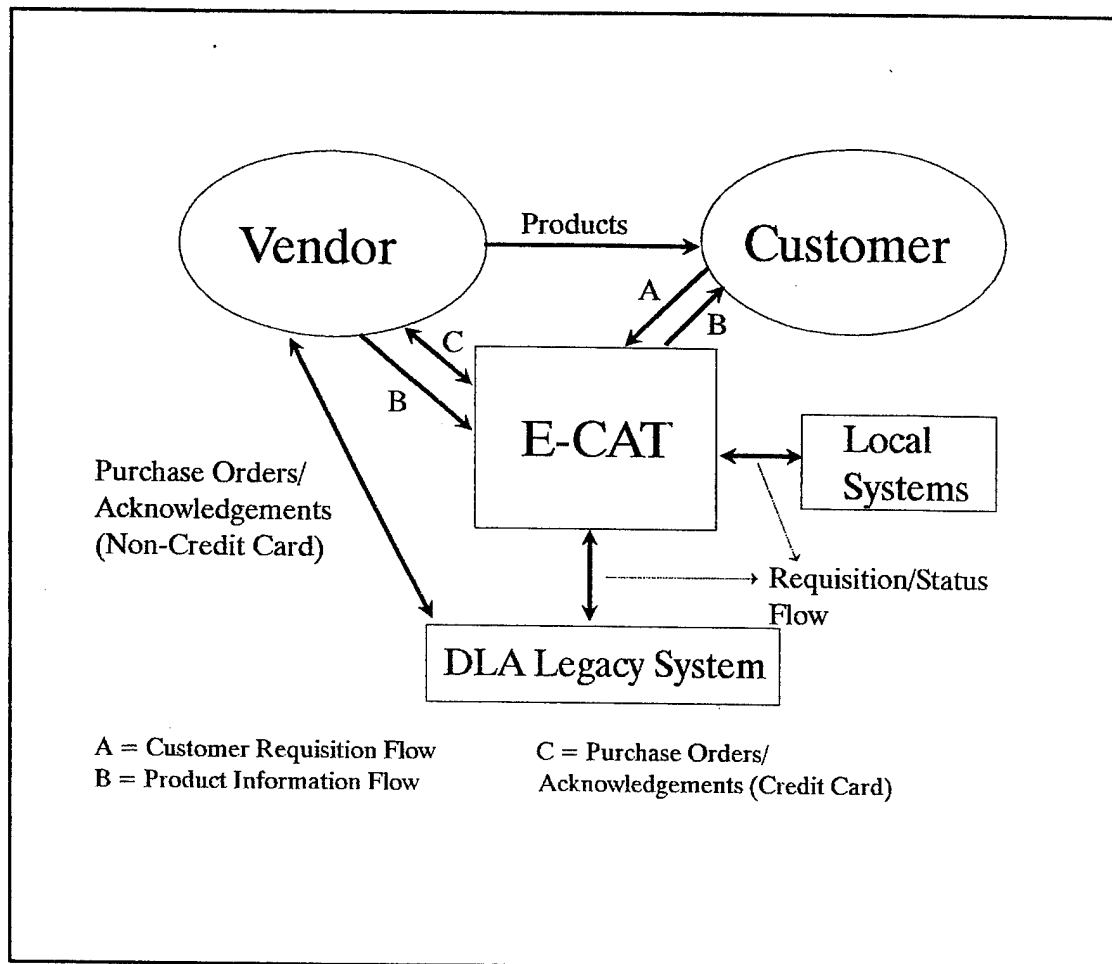 Vendor
Products
Customer
A
B
C
B
E-CAT
Local
Systems
Purchase Orders/
Acknowledgements
(Non-Credit Card)
Requisition/Status
Flow
DLA Legacy System
A = Customer Requisition Flow
B = Product Information Flow
C = Purchase Orders/
Acknowledgements (Credit Card)